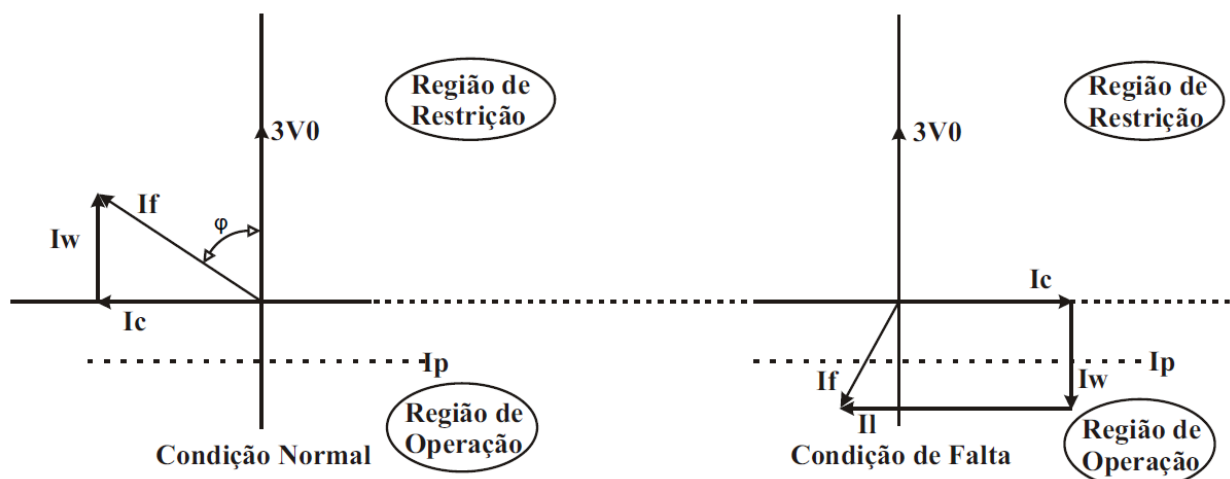 Região de
Restrição
3V0
If
φ
Iw
Ic
Ip
Região de
Operação
Condição Normal
Região de
Restrição
3V0
Ic
Ip
If
Iw
Il
Região de
Operação
Condição de Falta